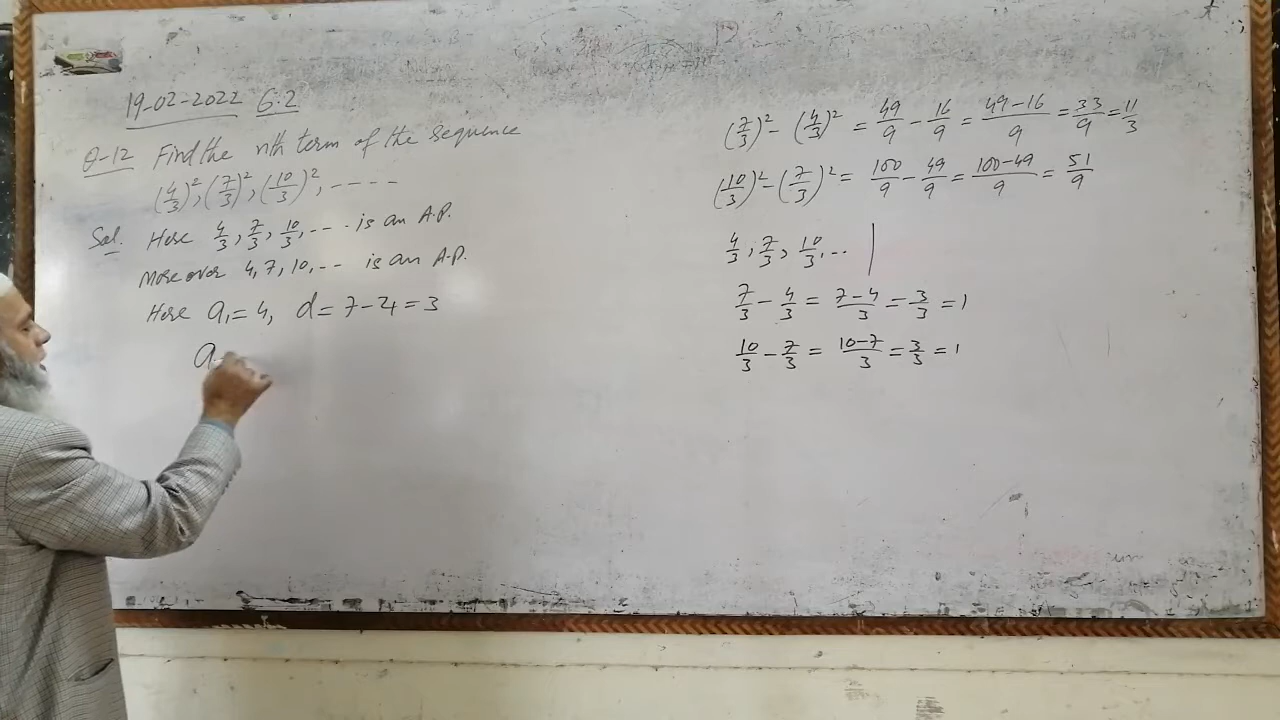 19-02-2022 6.2
Q-12 Find the nth term of the sequence
(4/3)², (7/3)², (10/3)², ----
Sol. Here 4/3, 7/3, 10/3, --- is an A.P.
Moreover 4, 7, 10, --- is an A.P.
Here a₁ = 4, d = 7-4 = 3
a
(7/3)² - (4/3)² = 49/9 - 16/9 = 49-16/9 = 33/9 = 11/3
(10/3)² - (7/3)² = 100/9 - 49/9 = 100-49/9 = 51/9
4/3, 7/3, 10/3, ...
7/3 - 4/3 = 7-4/3 = 3/3 = 1
10/3 - 7/3 = 10-7/3 = 3/3 = 1